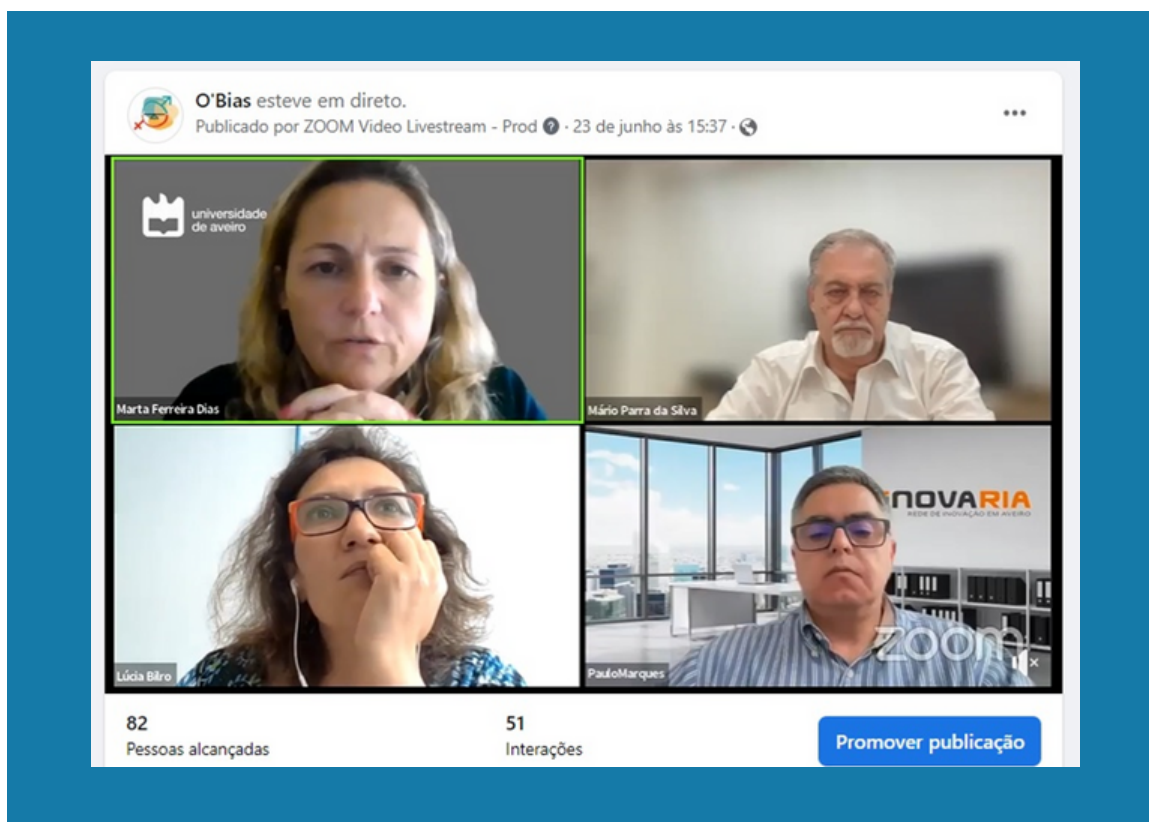 O'Bias esteve em direto.
Publicado por ZOOM Video Livestream - Prod · 23 de junho às 15:37 ·
universidade
de aveiro
Marta Ferreira Dias
Mário Parra da Silva
INOVARIA
REDE DE INOVAÇÃO EM AVEIRO
Lúcia Bilro
PauloMarques
zoom
82
Pessoas alcançadas
51
Interações
Promover publicação